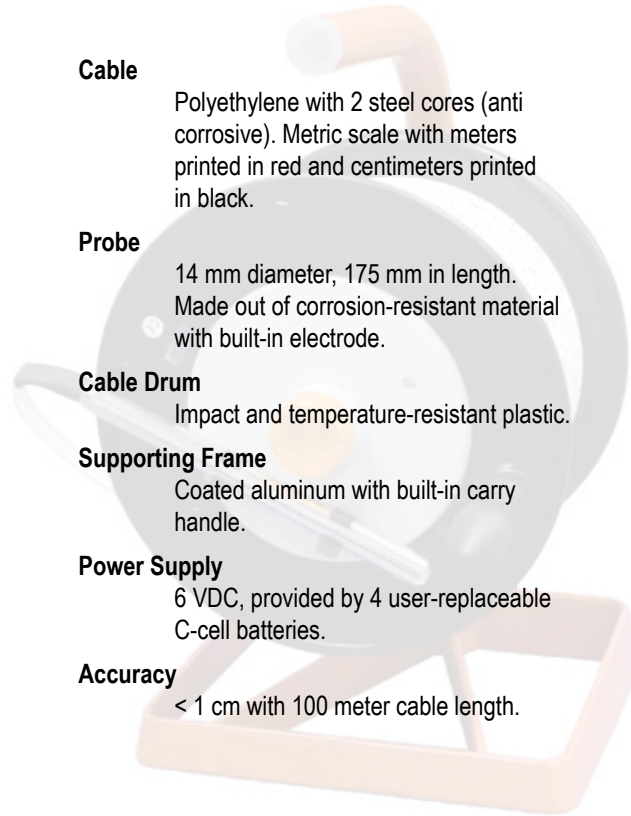 Cable
Polyethylene with 2 steel cores (anti
corrosive). Metric scale with meters
printed in red and centimeters printed
in black.
Probe
14 mm diameter, 175 mm in length.
Made out of corrosion-resistant material
with built-in electrode.
Cable Drum
Impact and temperature-resistant plastic.
Supporting Frame
Coated aluminum with built-in carry
handle.
Power Supply
6 VDC, provided by 4 user-replaceable
C-cell batteries.
Accuracy
< 1 cm with 100 meter cable length.